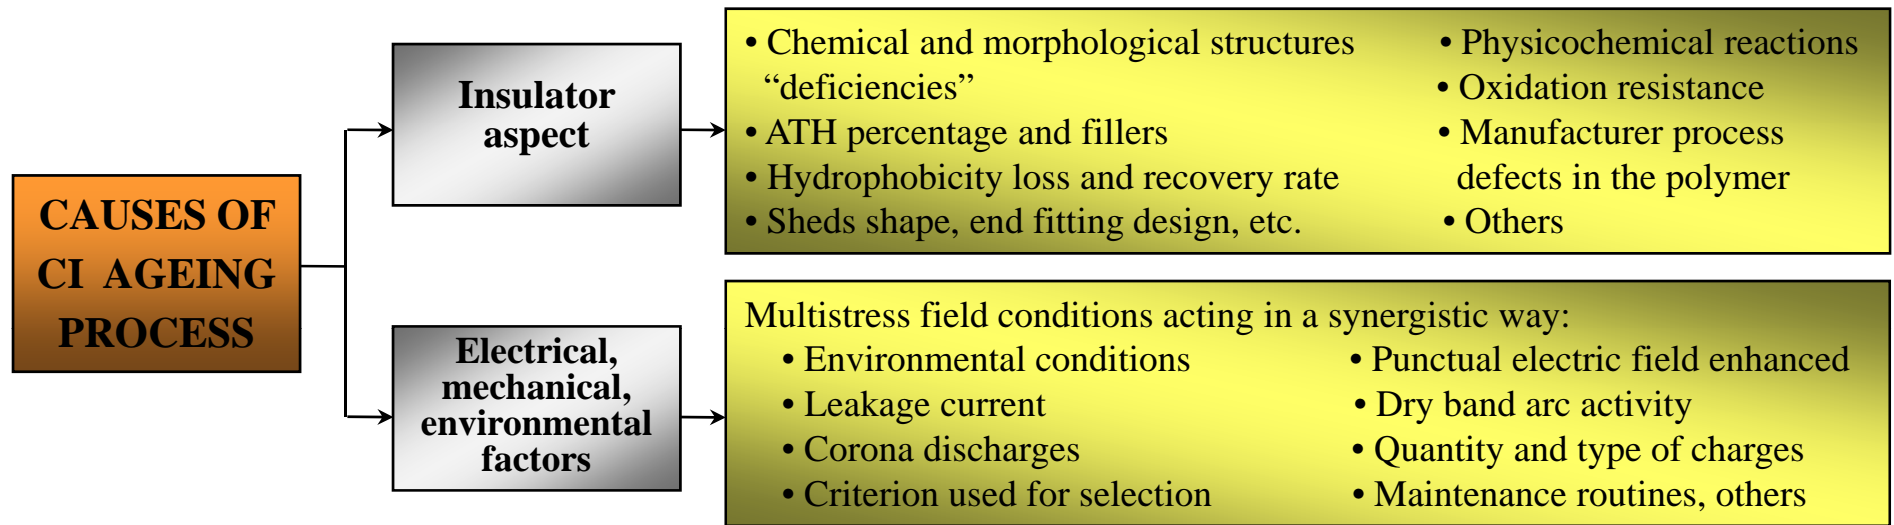 CAUSES OF
CI AGEING
PROCESS
Insulator
aspect
• Chemical and morphological structures
“deficiencies”
• ATH percentage and fillers
• Hydrophobicity loss and recovery rate
• Sheds shape, end fitting design, etc.
• Physicochemical reactions
• Oxidation resistance
• Manufacturer process
defects in the polymer
• Others
Electrical,
mechanical,
environmental
factors
Multistress field conditions acting in a synergistic way:
• Environmental conditions
• Leakage current
• Corona discharges
• Criterion used for selection
• Punctual electric field enhanced
• Dry band arc activity
• Quantity and type of charges
• Maintenance routines, others